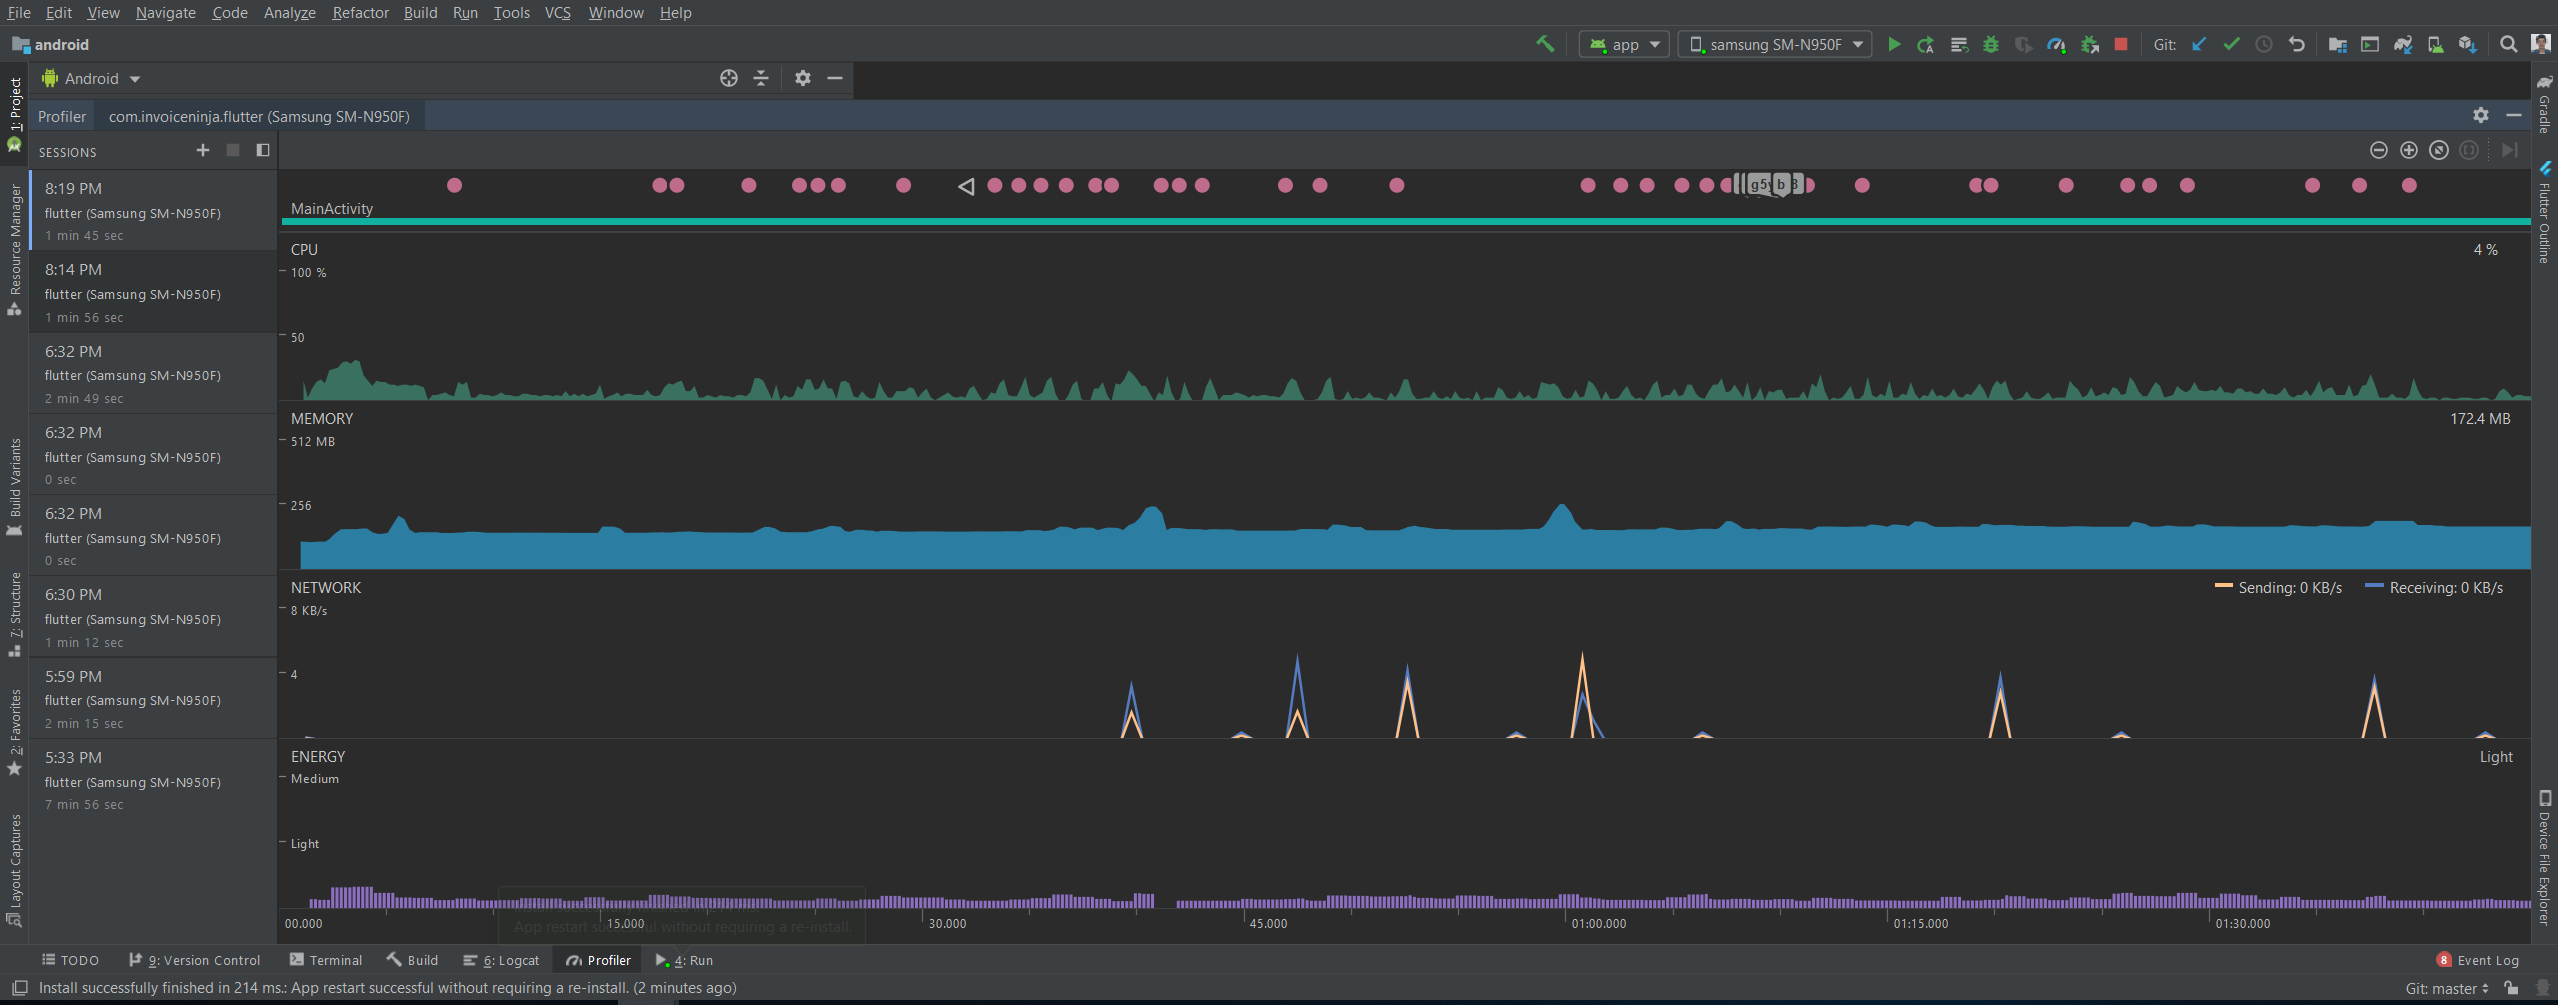 File Edit View Navigate Code Analyze Refactor Build Run Tools VCS Window Help
android
app
samsung SM-N950F
Git:
Android
Profiler
com.invoiceninja.flutter (Samsung SM-N950F)
SESSIONS
8:19 PM
flutter (Samsung SM-N950F)
1 min 45 sec
8:14 PM
flutter (Samsung SM-N950F)
1 min 56 sec
6:32 PM
flutter (Samsung SM-N950F)
2 min 49 sec
6:32 PM
flutter (Samsung SM-N950F)
0 sec
6:32 PM
flutter (Samsung SM-N950F)
0 sec
6:30 PM
flutter (Samsung SM-N950F)
1 min 12 sec
5:59 PM
flutter (Samsung SM-N950F)
2 min 15 sec
5:33 PM
flutter (Samsung SM-N950F)
7 min 56 sec
1: Project
Resource Manager
Build Variants
7: Structure
2: Favorites
Layout Captures
MainActivity
CPU
4 %
100 %
50
MEMORY
172.4 MB
512 MB
256
NETWORK
Sending: 0 KB/s
Receiving: 0 KB/s
8 KB/s
4
ENERGY
Light
Medium
Light
00.000
15.000
30.000
45.000
01:00.000
01:15.000
01:30.000
App restart successful without requiring a re-install.
Gradle
Flutter Outline
Device File Explorer
TODO
9: Version Control
Terminal
Build
6: Logcat
Profiler
4: Run
8 Event Log
Install successfully finished in 214 ms.: App restart successful without requiring a re-install. (2 minutes ago)
Git: master